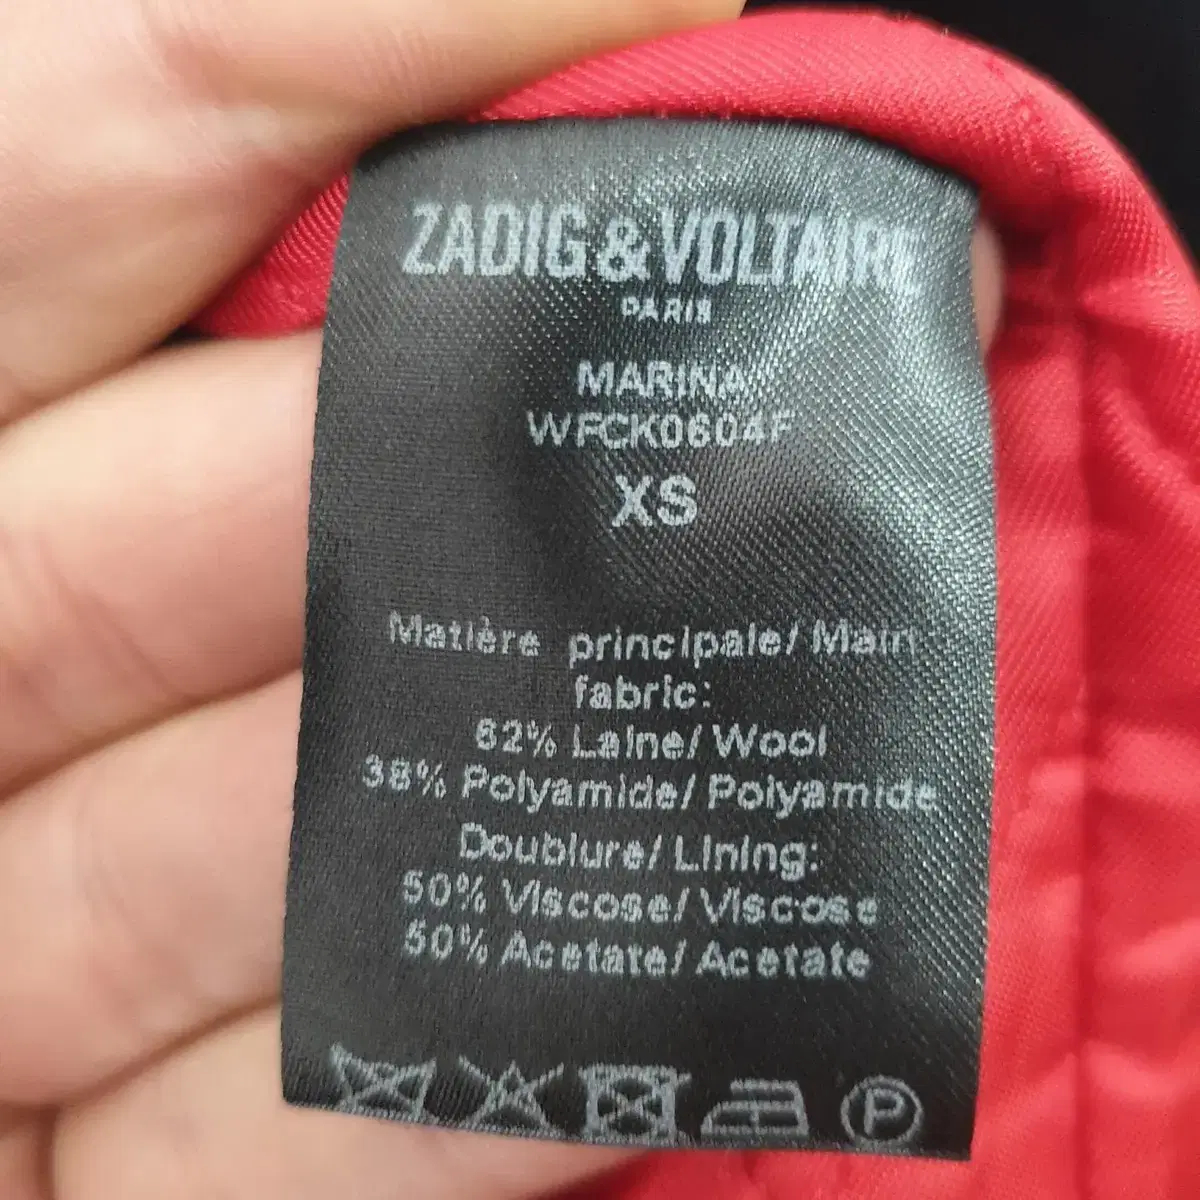 ZADIG & VOLTAIRE
PARIS
MARINA
WFCK0604F
XS
Matière principale/ Main
fabric:
62% Laine/ Wool
38% Polyamide/ Polyamide
Doublure/ Lining:
50% Viscose/ Viscose
50% Acetate/ Acetate
P